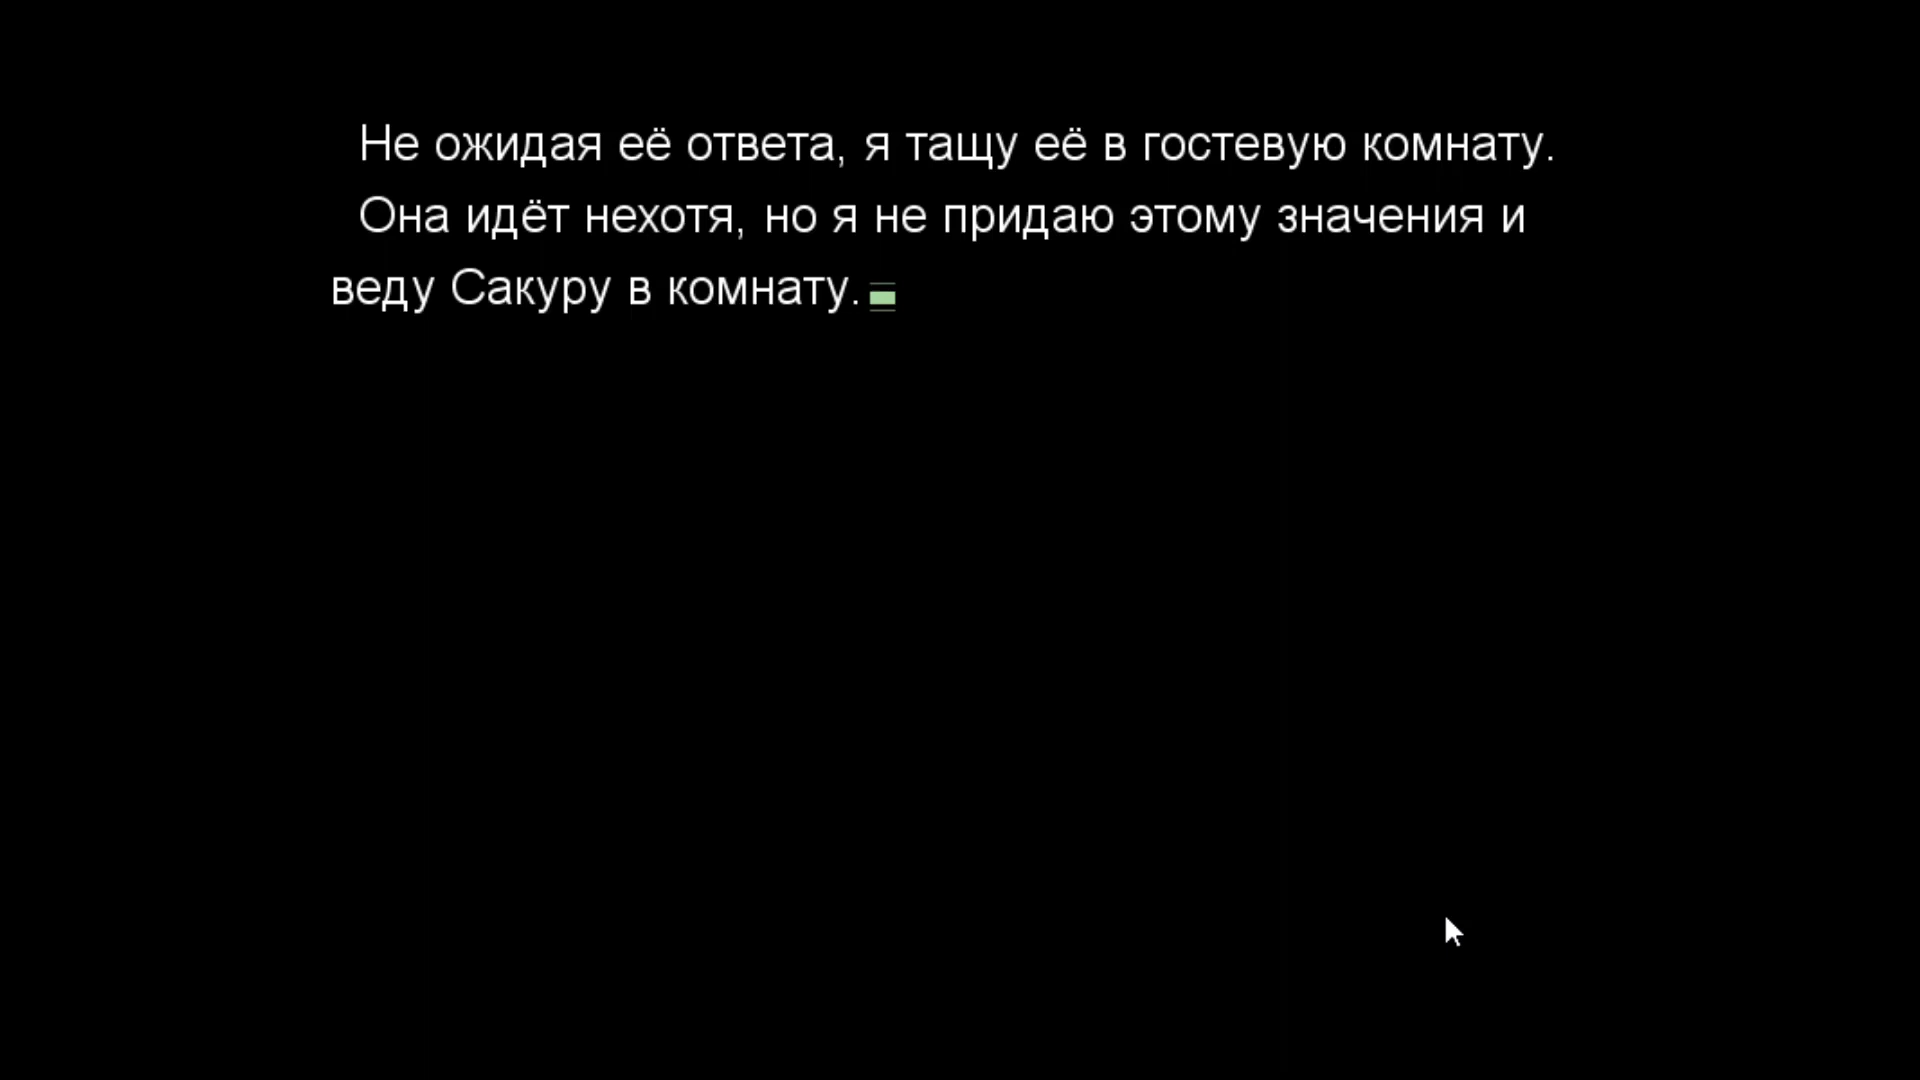 Не ожидая её ответа, я тащу её в гостевую комнату.
Она идёт нехотя, но я не придаю этому значения и
веду Сакуру в комнату.